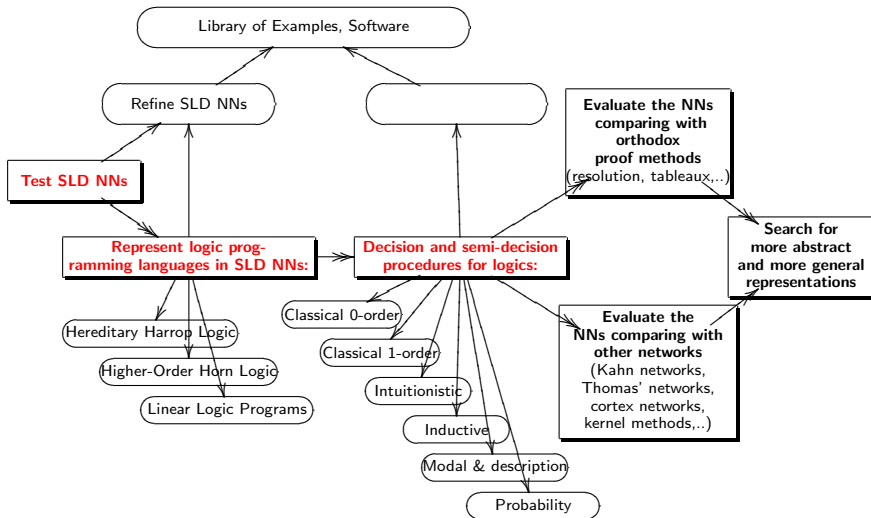 Library of Examples, Software
Refine SLD NNs
Test SLD NNs
Represent logic prog-
ramming languages in SLD NNs:
Hereditary Harrop Logic
Higher-Order Horn Logic
Linear Logic Programs
Decision and semi-decision
procedures for logics:
Classical 0-order
Classical 1-order
Intuitionistic
Inductive
Modal & description
Probability
Evaluate the NNs
comparing with
orthodox
proof methods
(resolution, tableaux,..)
Evaluate the
NNs comparing with
other networks
(Kahn networks,
Thomas' networks,
cortex networks,
kernel methods,..)
Search for
more abstract
and more general
representations